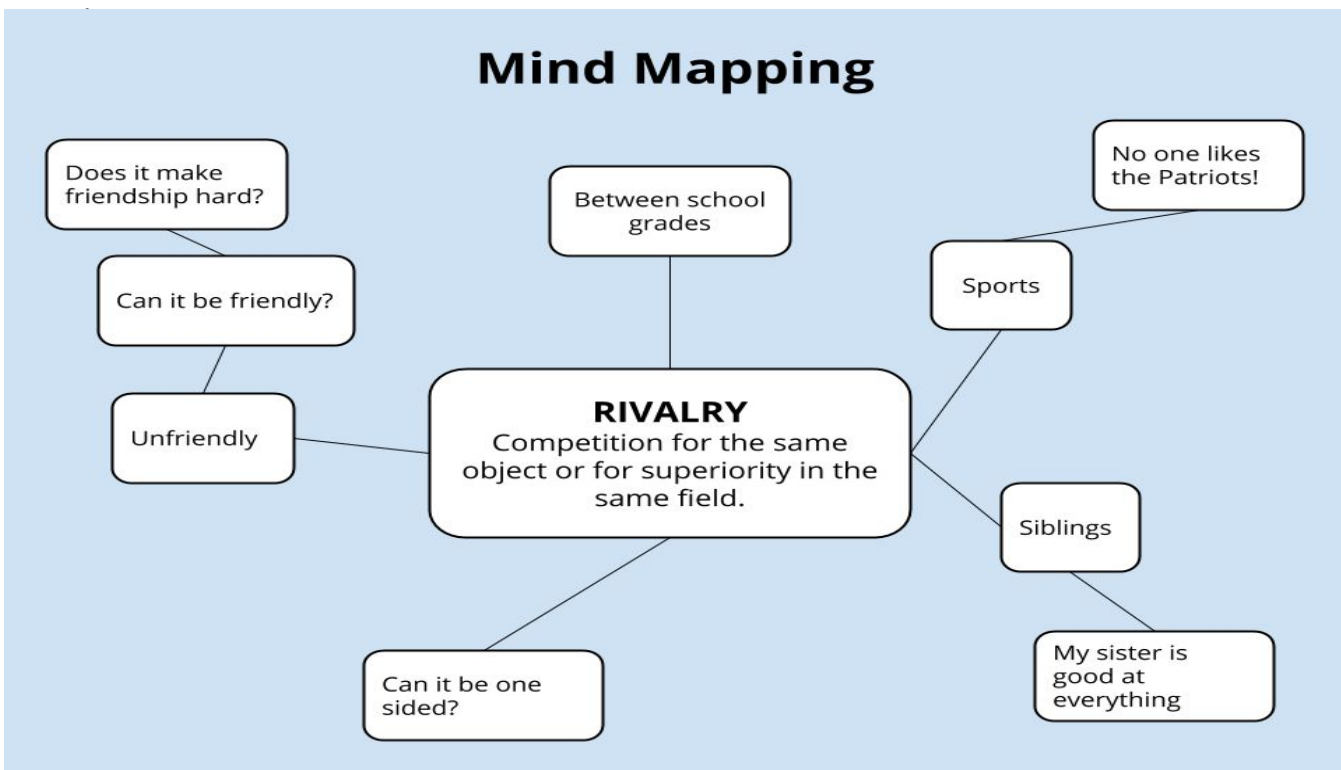 Mind Mapping
Does it make
friendship hard?
Can it be friendly?
Unfriendly
Between school
grades
No one likes
the Patriots!
Sports
RIVALRY
Competition for the same
object or for superiority in the
same field.
Siblings
My sister is
good at
everything
Can it be one
sided?